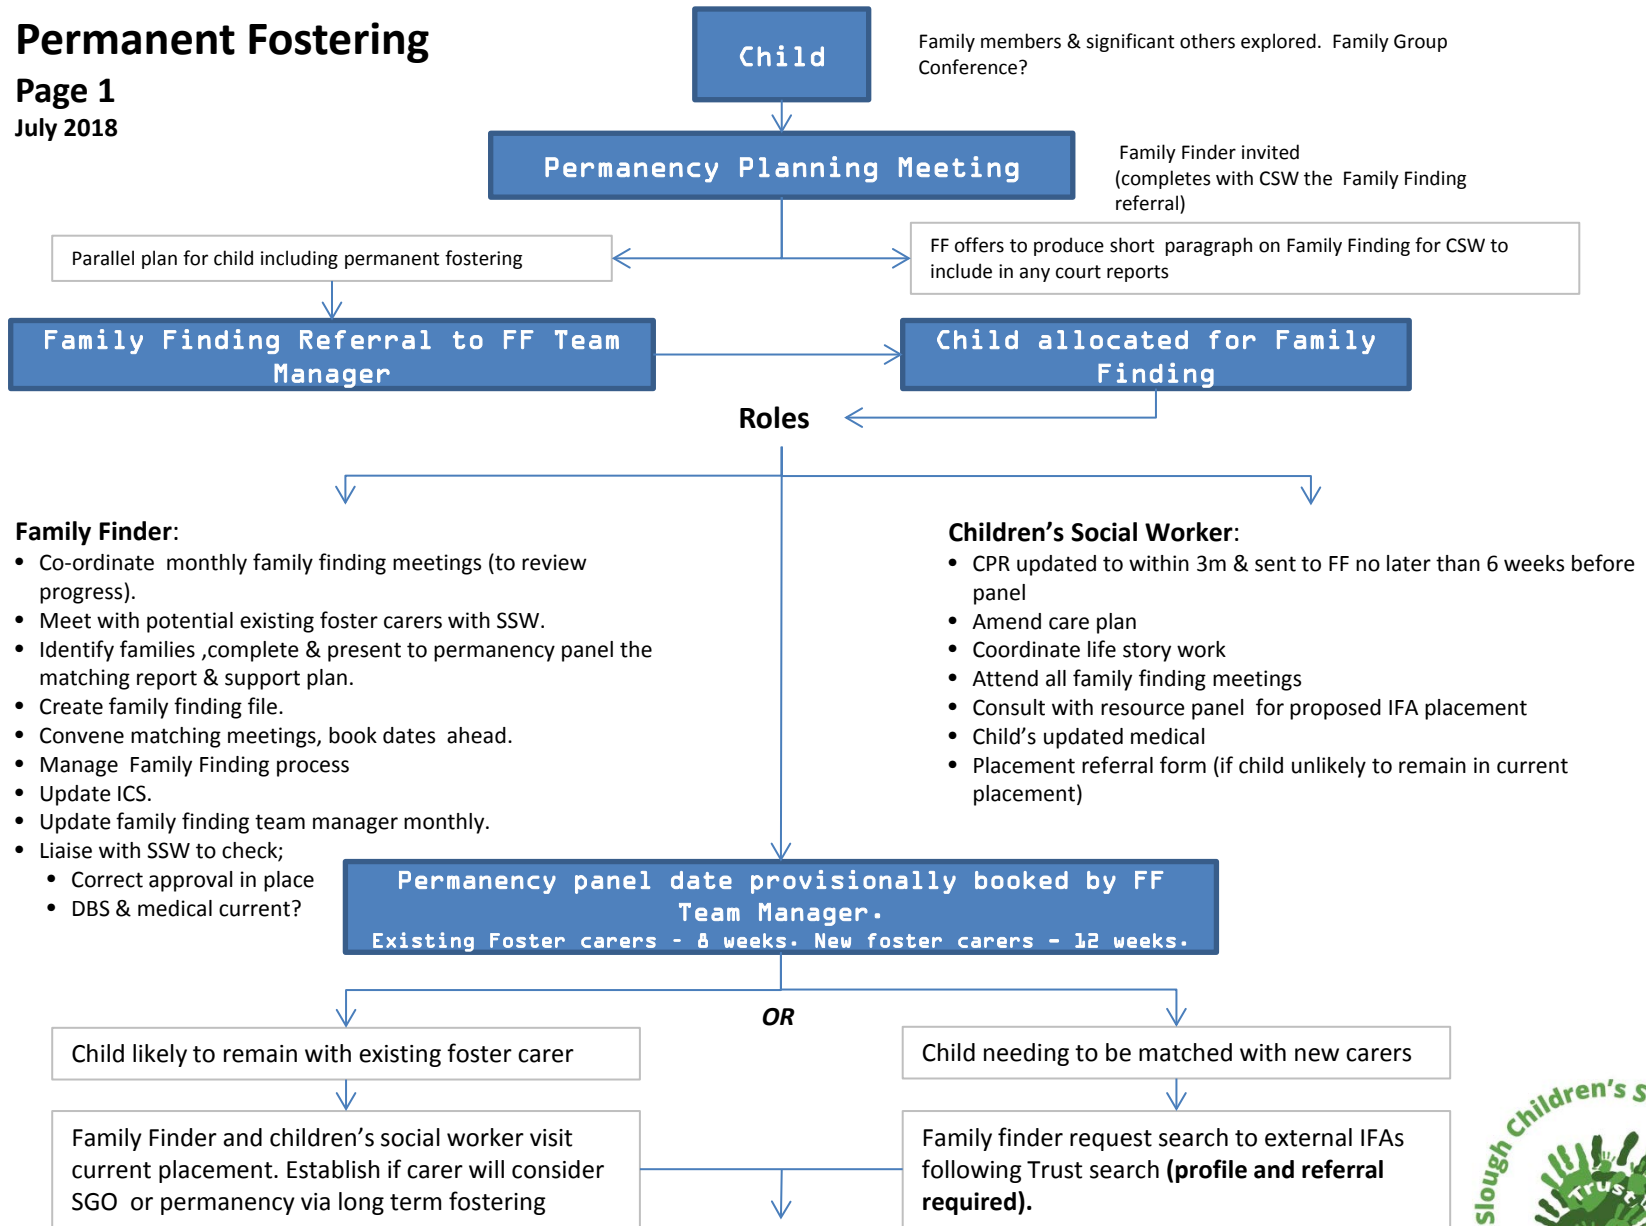 Permanent Fostering
Page 1
July 2018
Child
Family members & significant others explored.  Family Group
Conference?
Permanency Planning Meeting
Family Finder invited
(completes with CSW the  Family Finding
referral)
Parallel plan for child including permanent fostering
FF offers to produce short  paragraph on Family Finding for CSW to
include in any court reports
Family Finding Referral to FF Team
Manager
Child allocated for Family
Finding
Roles
Family Finder:
• Co-ordinate  monthly family finding meetings (to review
progress).
• Meet with potential existing foster carers with SSW.
• Identify families ,complete & present to permanency panel the
matching report & support plan.
• Create family finding file.
• Convene matching meetings, book dates  ahead.
• Manage  Family Finding process
• Update ICS.
• Update family finding team manager monthly.
• Liaise with SSW to check;
• Correct approval in place
• DBS & medical current?
Children’s Social Worker:
• CPR updated to within 3m & sent to FF no later than 6 weeks before
panel
• Amend care plan
• Coordinate life story work
• Attend all family finding meetings
• Consult with resource panel  for proposed IFA placement
• Child’s updated medical
• Placement referral form (if child unlikely to remain in current
placement)
Permanency panel date provisionally booked by FF
Team Manager.
Existing Foster carers - 8 weeks. New foster carers – 12 weeks.
OR
Child likely to remain with existing foster carer
Child needing to be matched with new carers
Family Finder and children’s social worker visit
current placement. Establish if carer will consider
SGO  or permanency via long term fostering
Family finder request search to external IFAs
following Trust search (profile and referral
required).
Slough Children's S
Trust